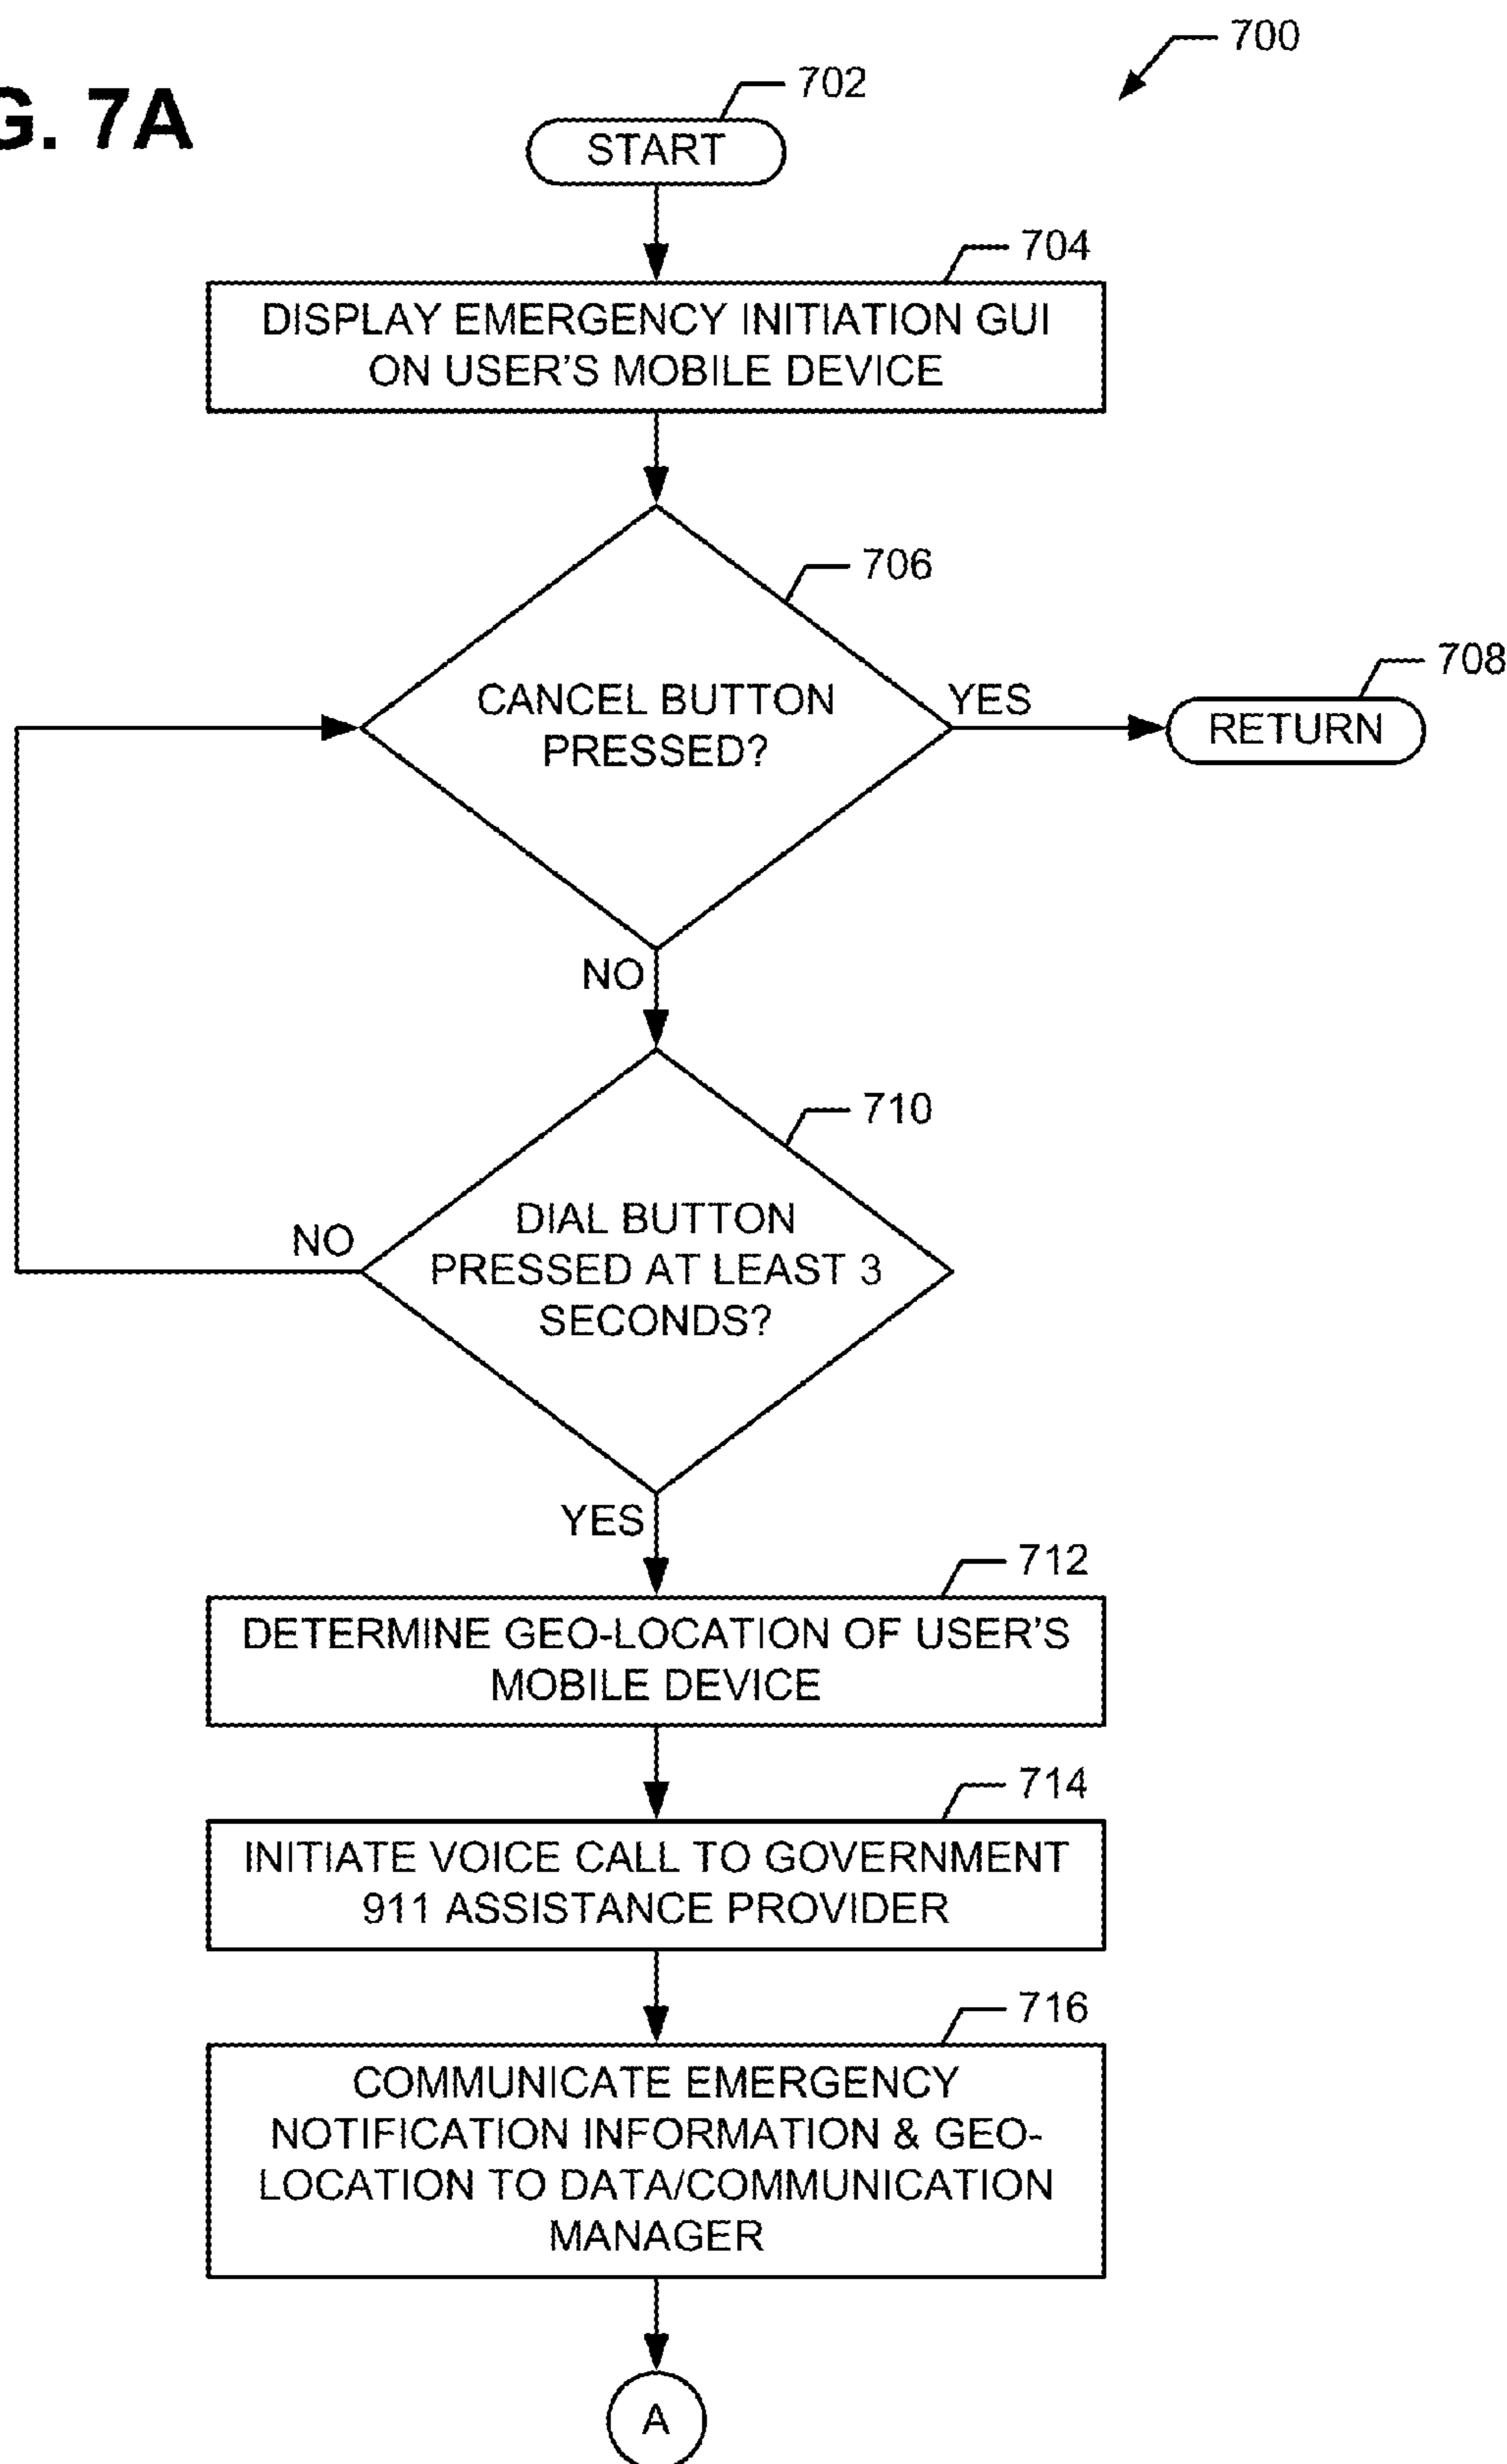 G. 7A
700
702
START
704
DISPLAY EMERGENCY INITIATION GUI
ON USER'S MOBILE DEVICE
706
CANCEL BUTTON
PRESSED?
YES
708
RETURN
NO
710
DIAL BUTTON
PRESSED AT LEAST 3
SECONDS?
NO
YES
712
DETERMINE GEO-LOCATION OF USER'S
MOBILE DEVICE
714
INITIATE VOICE CALL TO GOVERNMENT
911 ASSISTANCE PROVIDER
716
COMMUNICATE EMERGENCY
NOTIFICATION INFORMATION & GEO-
LOCATION TO DATA/COMMUNICATION
MANAGER
A